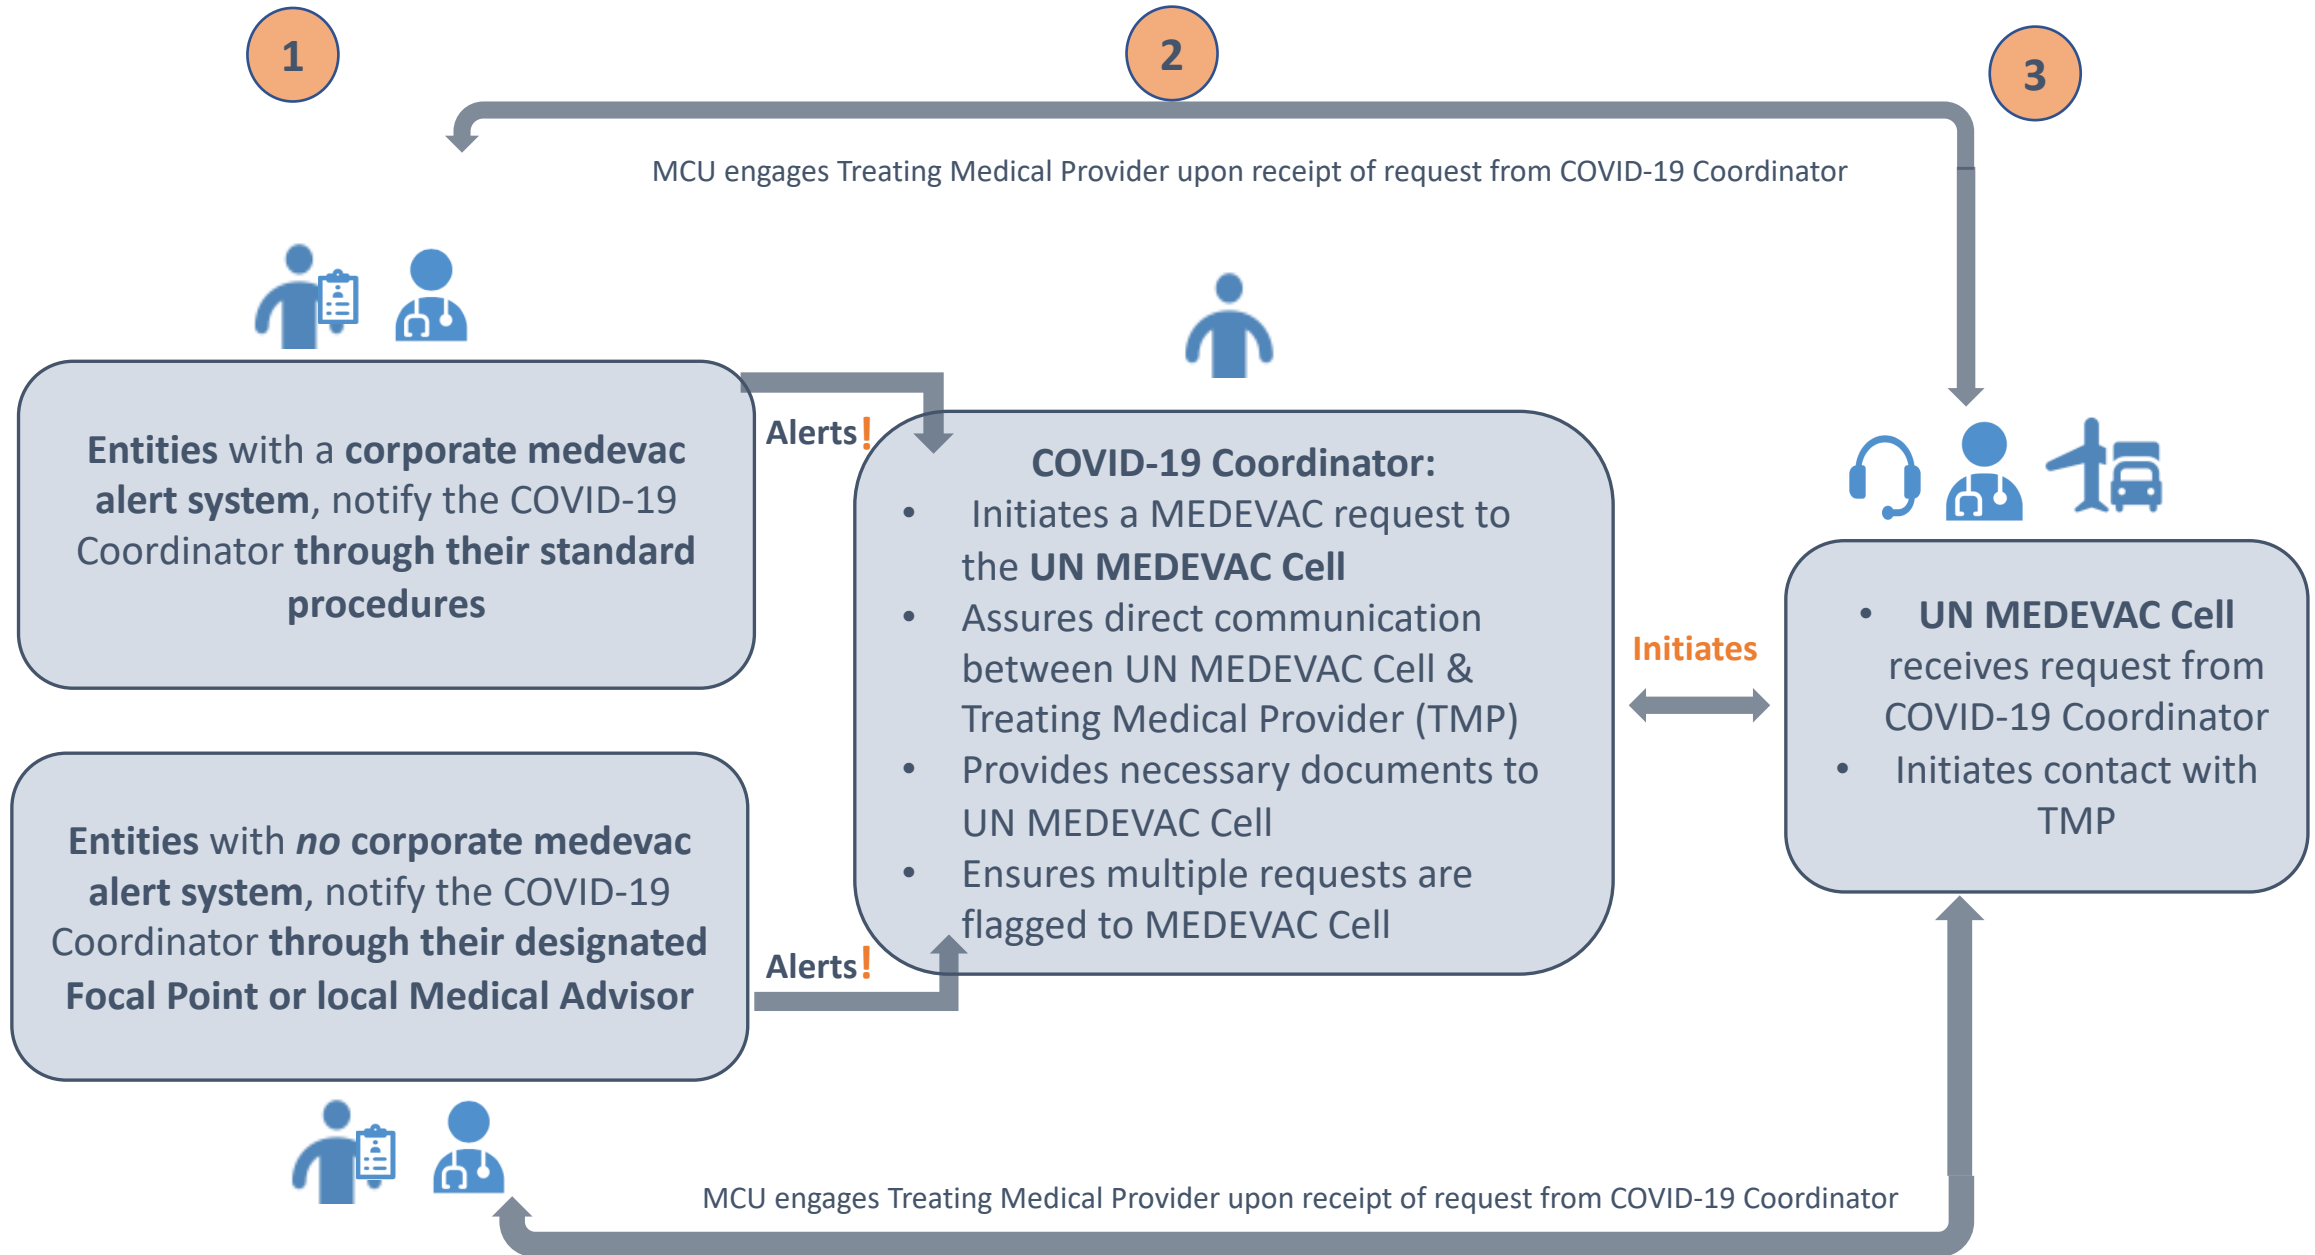 1
2
3
MCU engages Treating Medical Provider upon receipt of request from COVID-19 Coordinator
Entities with a corporate medevac
alert system, notify the COVID-19
Coordinator through their standard
procedures
Alerts!
Entities with no corporate medevac
alert system, notify the COVID-19
Coordinator through their designated
Focal Point or local Medical Advisor
Alerts!
COVID-19 Coordinator:
• Initiates a MEDEVAC request to
the UN MEDEVAC Cell
• Assures direct communication
between UN MEDEVAC Cell &
Treating Medical Provider (TMP)
• Provides necessary documents to
UN MEDEVAC Cell
• Ensures multiple requests are
flagged to MEDEVAC Cell
Initiates
• UN MEDEVAC Cell
receives request from
COVID-19 Coordinator
• Initiates contact with
TMP
MCU engages Treating Medical Provider upon receipt of request from COVID-19 Coordinator